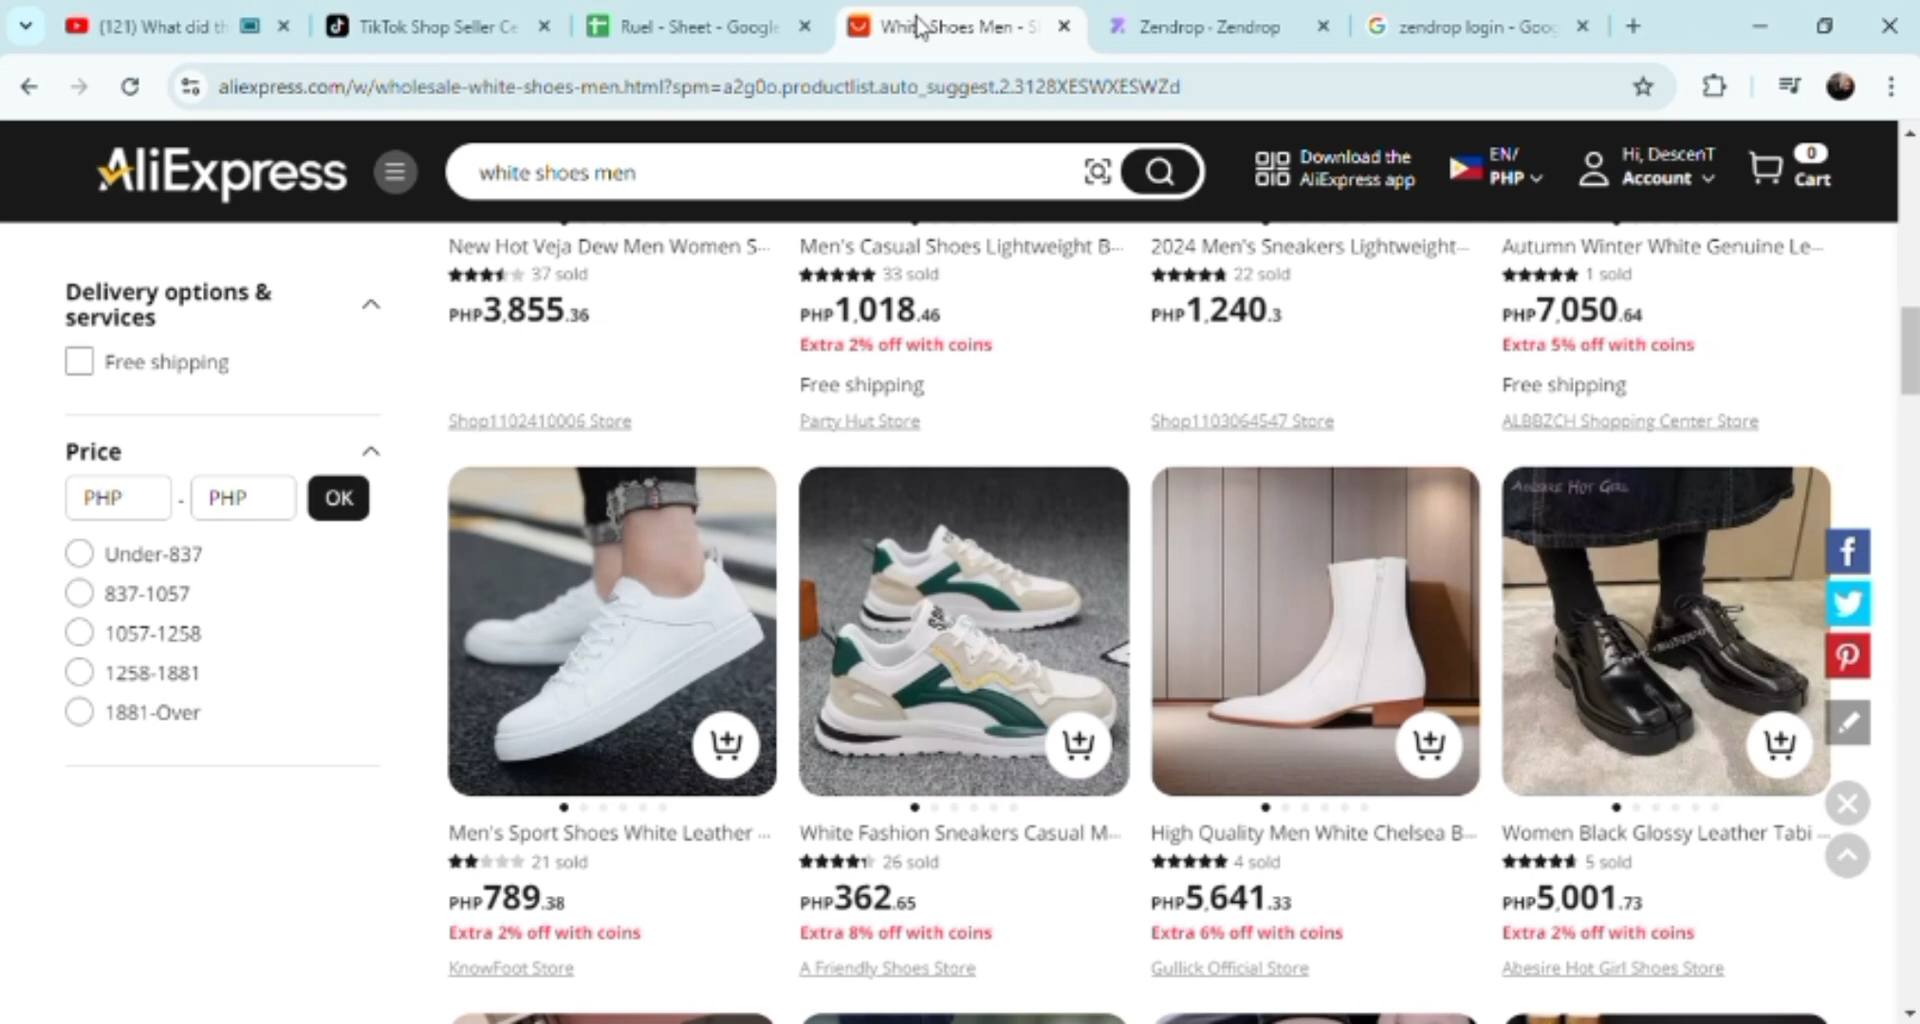 (121) What did th
TikTok Shop Seller Ce
Ruel - Sheet - Google
White Shoes Men - S
Zendrop - Zendrop
zendrop login - Goog
aliexpress.com/w/wholesale-white-shoes-men.html?spm=a2g0o.productlist.auto_suggest.2.3128XESWXESWZd
AliExpress
white shoes men
Download the
AliExpress app
EN/
PHP
Hi, DescenT
Account
0
Cart
Delivery options &
services
Free shipping
Price
PHP - PHP OK
Under-837
837-1057
1057-1258
1258-1881
1881-Over
New Hot Veja Dew Men Women S...
37 sold
PHP3,855.36
Shop1102410006 Store
Men's Casual Shoes Lightweight B...
33 sold
PHP1,018.46
Extra 2% off with coins
Free shipping
Party Hut Store
2024 Men's Sneakers Lightweight...
22 sold
PHP1,240.3
Shop1103064547 Store
Autumn Winter White Genuine Le...
1 sold
PHP7,050.64
Extra 5% off with coins
Free shipping
ALBBZCH Shopping Center Store
Men's Sport Shoes White Leather ...
21 sold
PHP789.38
Extra 2% off with coins
KnowFoot Store
White Fashion Sneakers Casual M...
26 sold
PHP362.65
Extra 8% off with coins
A Friendly Shoes Store
High Quality Men White Chelsea B...
4 sold
PHP5,641.33
Extra 6% off with coins
Gullick Official Store
Abesire Hot Girl
Women Black Glossy Leather Tabi ...
5 sold
PHP5,001.73
Extra 2% off with coins
Abesire Hot Girl Shoes Store